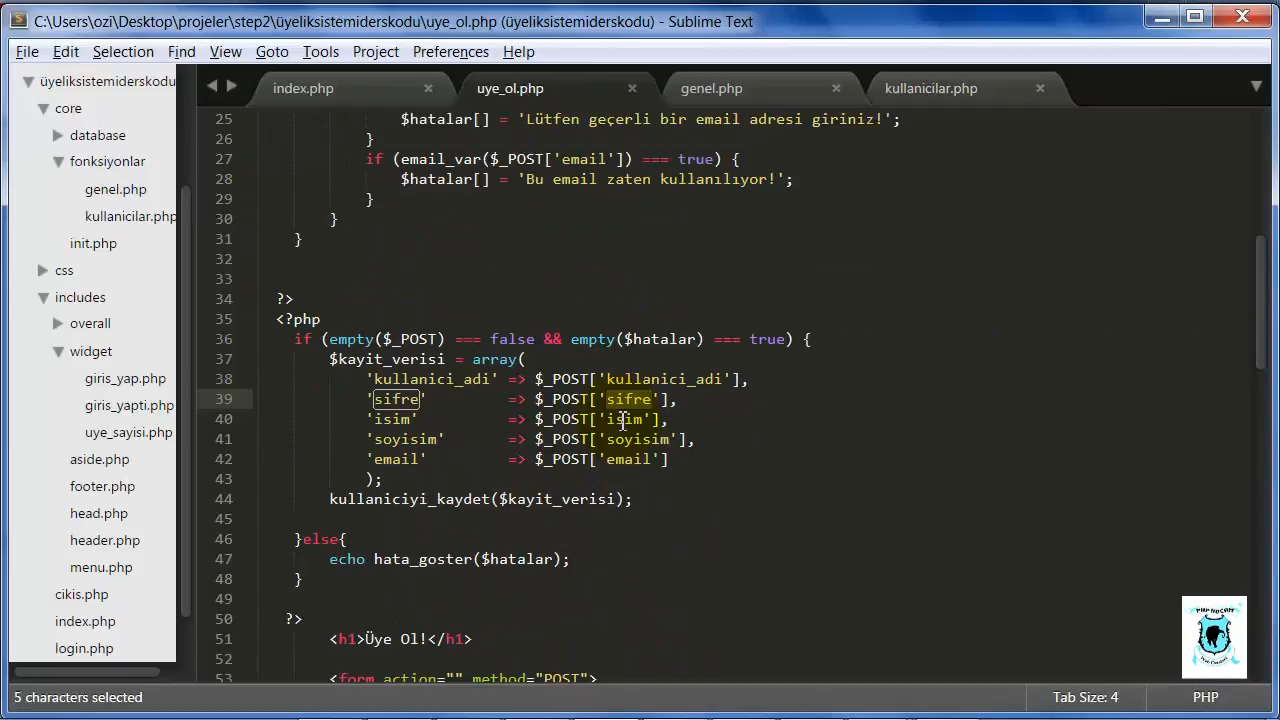 C:\Users\ozi\Desktop\projeler\step2\üyeliksistemiderskodu\uye_ol.php (üyeliksistemiderskodu) - Sublime Text
File Edit Selection Find View Goto Tools Project Preferences Help
üyeliksistemiderskodu
core
database
fonksiyonlar
genel.php
kullanicilar.php
init.php
css
includes
overall
widget
giris_yap.php
giris_yapti.php
uye_sayisi.php
aside.php
footer.php
head.php
header.php
menu.php
cikis.php
index.php
login.php
index.php uye_ol.php genel.php kullanicilar.php
25 $hatalar[] = 'Lütfen geçerli bir email adresi giriniz!';
26 }
27 if (email_var($_POST['email']) === true) {
28 $hatalar[] = 'Bu email zaten kullanılıyor!';
29 }
30 }
31 }
32
33
34 ?>
35 <?php
36 if (empty($_POST) === false && empty($hatalar) === true) {
37 $kayit_verisi = array(
38 'kullanici_adi' => $_POST['kullanici_adi'],
39 'sifre' => $_POST['sifre'],
40 'isim' => $_POST['isim'],
41 'soyisim' => $_POST['soyisim'],
42 'email' => $_POST['email']
43 );
44 kullaniciyi_kaydet($kayit_verisi);
45
46 }else{
47 echo hata_goster($hatalar);
48 }
49
50 ?>
51 <h1>Üye Ol!</h1>
52
53 <form action="" method="POST">
PHP HOCAM
5 characters selected Tab Size: 4 PHP